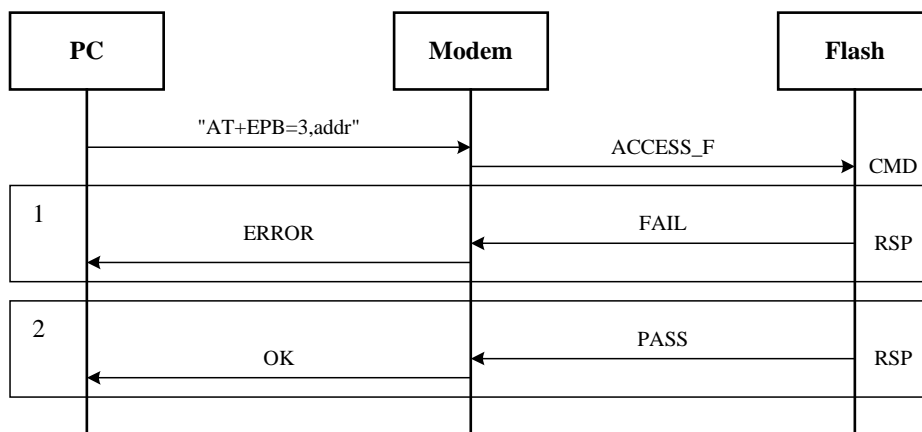 PC
Modem
Flash
"AT+EPB=3,addr"
ACCESS_F
CMD
1
ERROR
FAIL
RSP
2
OK
PASS
RSP